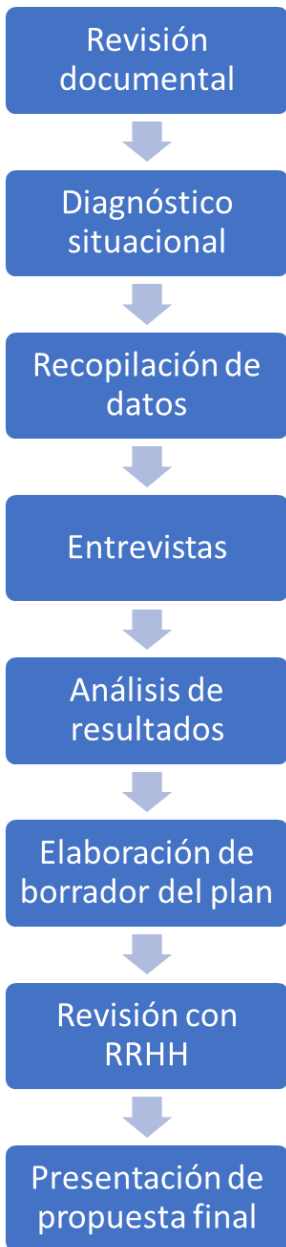 Revisión
documental
Diagnóstico
situacional
Recopilación de
datos
Entrevistas
Análisis de
resultados
Elaboración de
borrador del plan
Revisión con
RRHH
Presentación de
propuesta final